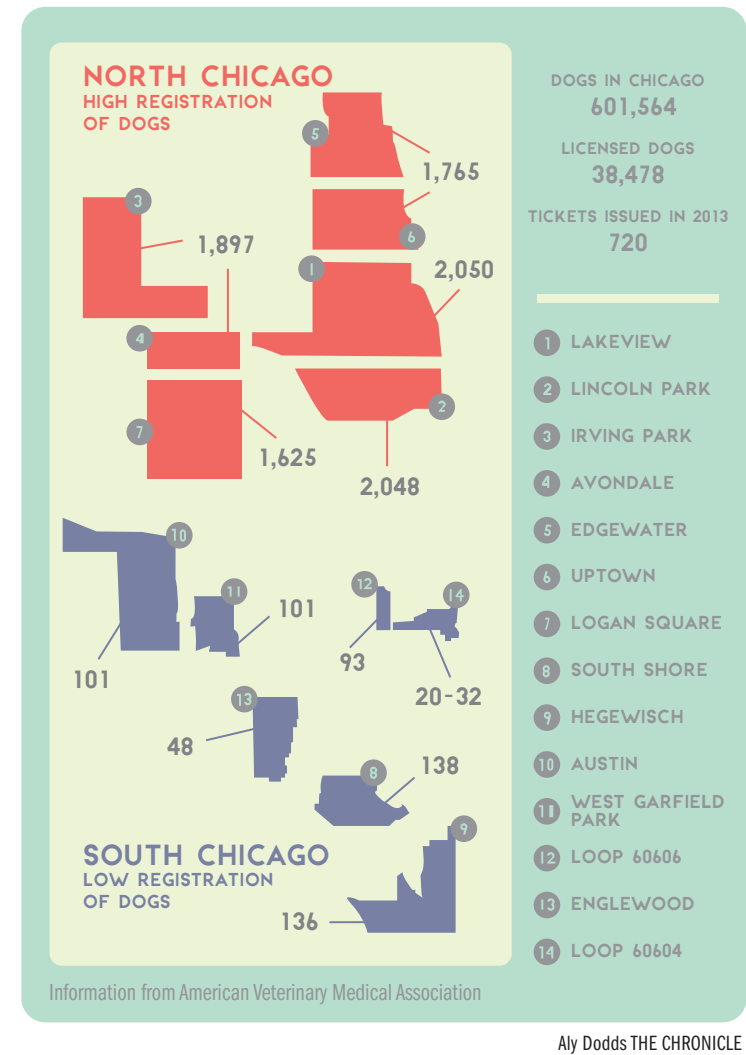 NORTH CHICAGO
HIGH REGISTRATION
OF DOGS
5
1,765
3
6
1,897
1
2,050
4
2
7
1,625
2,048
10
11
101
12
14
93
20-32
101
13
48
8
138
9
SOUTH CHICAGO
LOW REGISTRATION
OF DOGS
136
DOGS IN CHICAGO
601,564
LICENSED DOGS
38,478
TICKETS ISSUED IN 2013
720
1 LAKEVIEW
2 LINCOLN PARK
3 IRVING PARK
4 AVONDALE
5 EDGEWATER
6 UPTOWN
7 LOGAN SQUARE
8 SOUTH SHORE
9 HEGEWISCH
10 AUSTIN
11 WEST GARFIELD
PARK
12 LOOP 60606
13 ENGLEWOOD
14 LOOP 60604
Information from American Veterinary Medical Association
Aly Dodds THE CHRONICLE